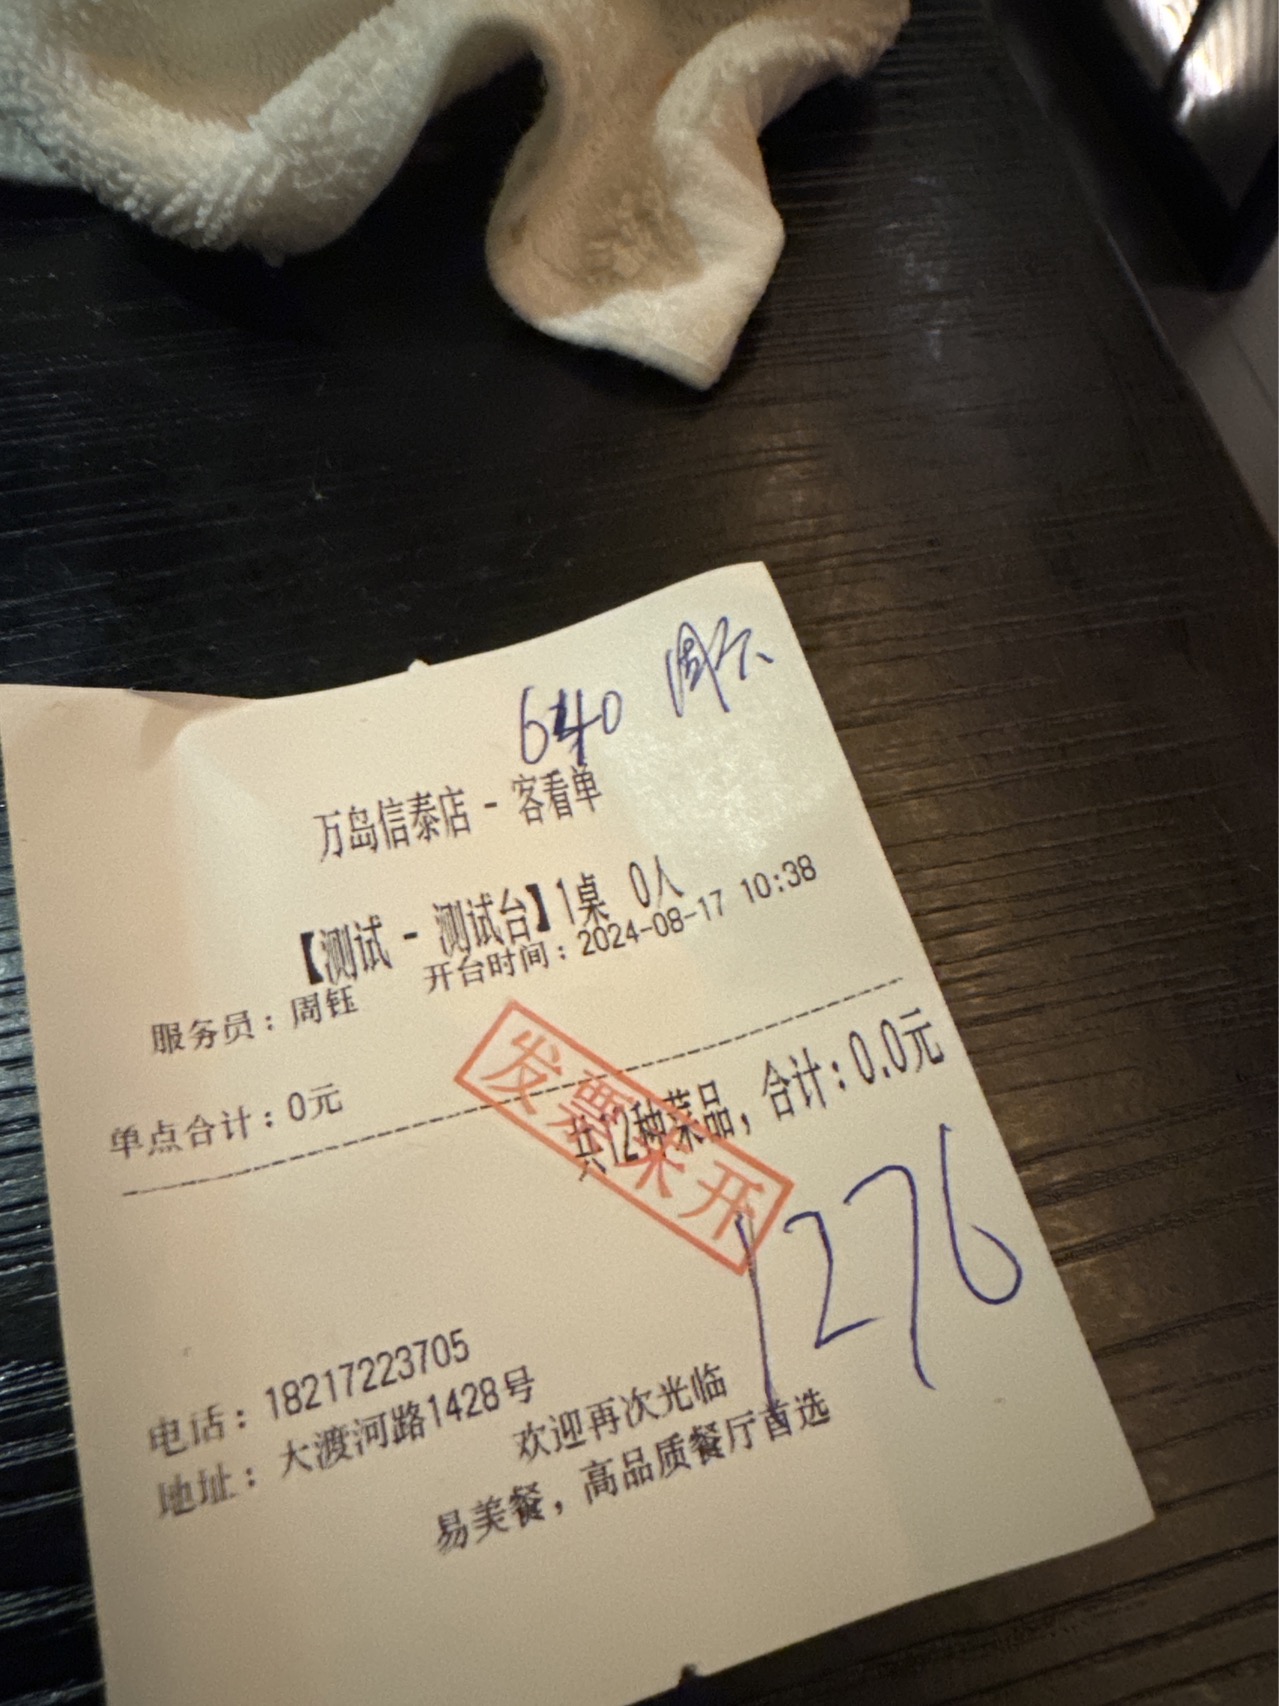 640
万岛信泰店 - 客看单
【测试 - 测试台】1桌 0人
服务员：周钰 开台时间：2024-08-17 10:38
单点合计：0元
共12种菜品，合计：0.0元
发票未开
1276
电话：18217223705
地址：大渡河路1428号
欢迎再次光临
易美餐，高品质餐厅首选